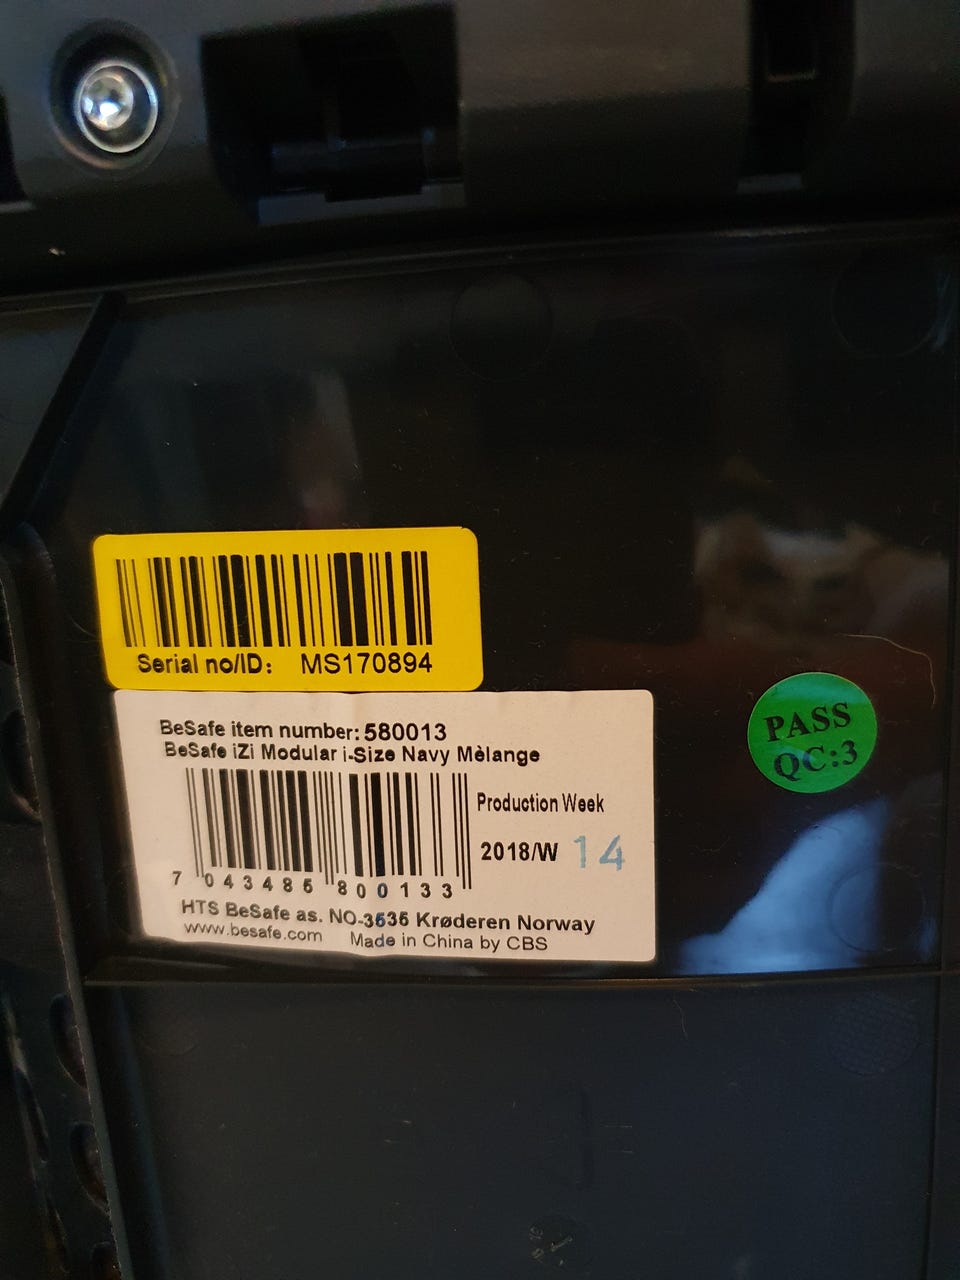 Serial no/ID: MS170894
BeSafe item number: 580013
BeSafe iZi Modular i-Size Navy Mèlange
Production Week
2018/W 14
7 043485 800133
HTS BeSafe as. NO-3535 Krøderen Norway
www.besafe.com Made in China by CBS
PASS
QC:3